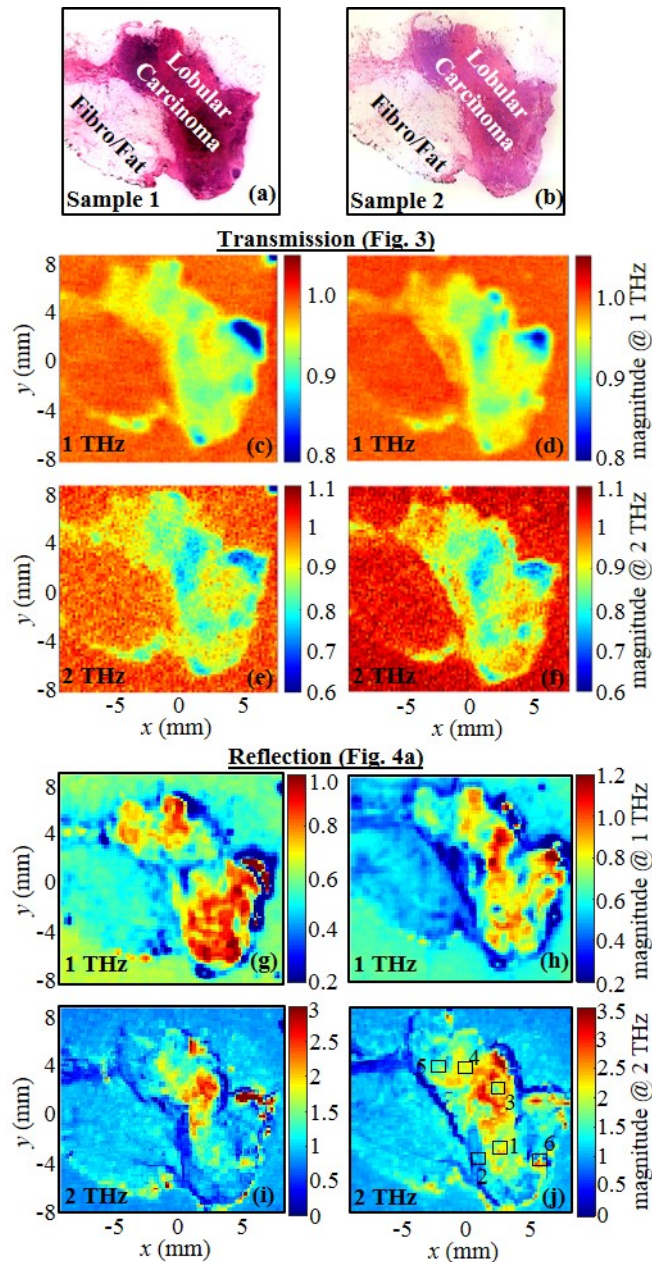 Lobular
Carcinoma
Fibro/Fat
Sample 1
(a)
Lobular
Carcinoma
Fibro/Fat
Sample 2
(b)
Transmission (Fig. 3)
8
4
0
-4
-8
y (mm)
1 THz
(c)
1.0
0.9
0.8
1 THz
(d)
1.0
0.9
0.8
magnitude @ 1 THz
8
4
0
-4
-8
y (mm)
2 THz
(e)
1.1
1.0
0.9
0.8
0.7
0.6
2 THz
(f)
1.1
1.0
0.9
0.8
0.7
0.6
magnitude @ 2 THz
-5 0 5
x (mm)
-5 0 5
x (mm)
Reflection (Fig. 4a)
8
4
0
-4
-8
y (mm)
1 THz
(g)
1.0
0.8
0.6
0.4
0.2
1 THz
(h)
1.2
1.0
0.8
0.6
0.4
0.2
magnitude @ 1 THz
8
4
0
-4
-8
y (mm)
2 THz
(i)
3
2.5
2
1.5
1
0.5
0
5
4
3
1
2
6
2 THz
(j)
3.5
3.0
2.5
2.0
1.5
1.0
0.5
0
magnitude @ 2 THz
-5 0 5
x (mm)
-5 0 5
x (mm)